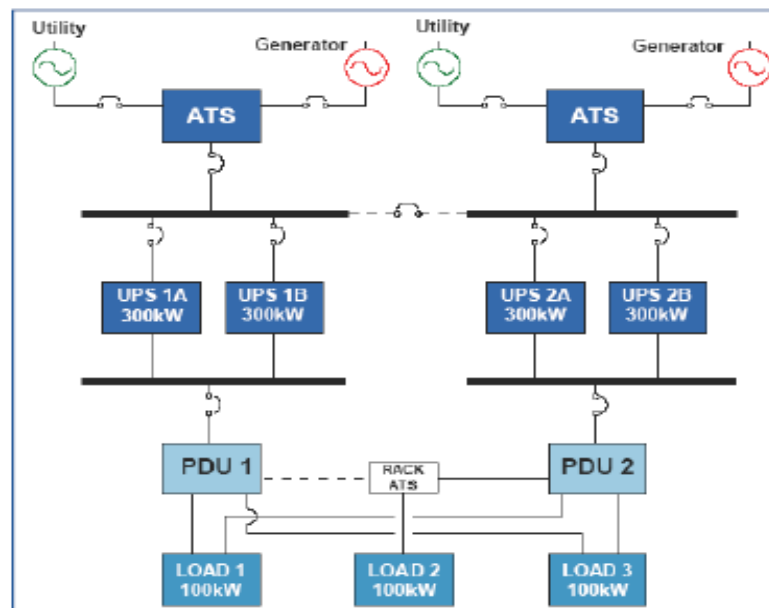 Utility
Generator
Utility
Generator
ATS
ATS
UPS 1A
300kW
UPS 1B
300kW
UPS 2A
300kW
UPS 2B
300kW
PDU 1
RACK
ATS
PDU 2
LOAD 1
100kW
LOAD 2
100kW
LOAD 3
100kW